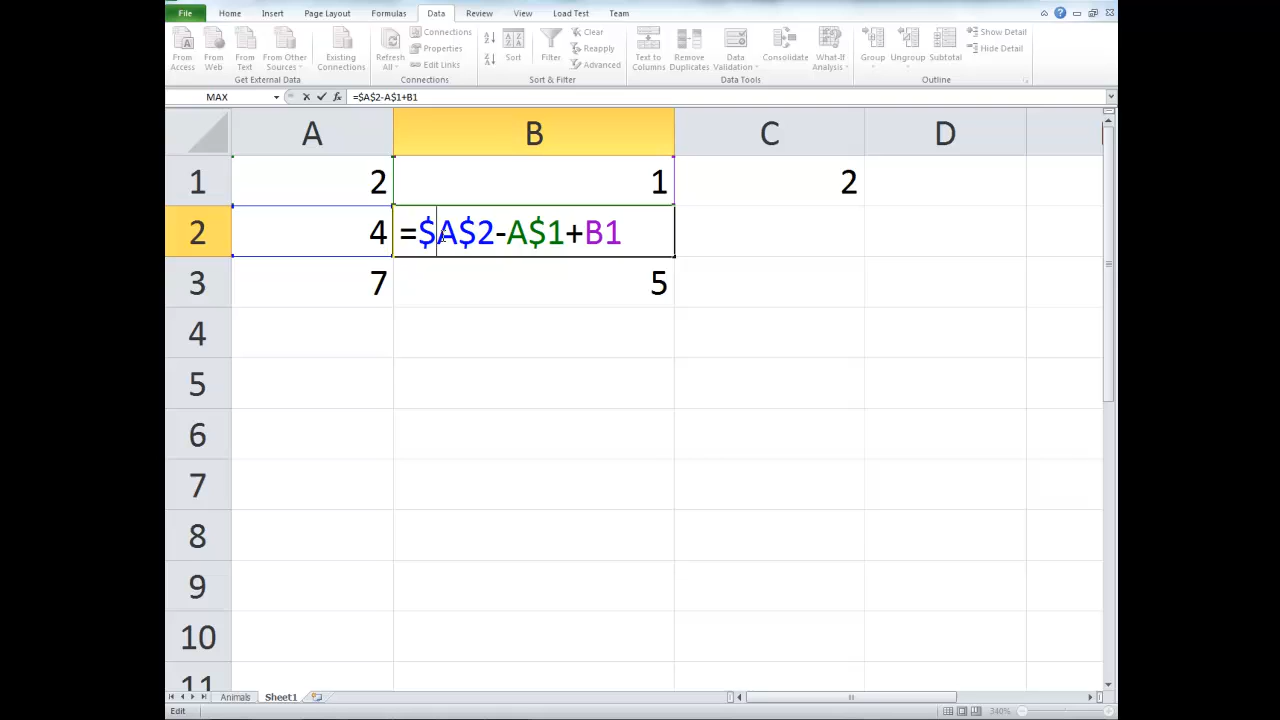 File Home Insert Page Layout Formulas Data Review View Load Test Team
From Access From Web From Text From Other Sources Existing Connections Refresh All Connections Properties Edit Links Sort Filter Clear Reapply Advanced Text to Columns Remove Duplicates Data Validation Consolidate What-If Analysis Group Ungroup Subtotal Show Detail Hide Detail
Get External Data Connections Sort & Filter Data Tools Outline
MAX fx =$A$2-A$1+B1
A B C D
1 2 1 2
2 4 =$A$2-A$1+B1
3 7 5
4
5
6
7
8
9
10
11
Animals Sheet1
Edit 340%